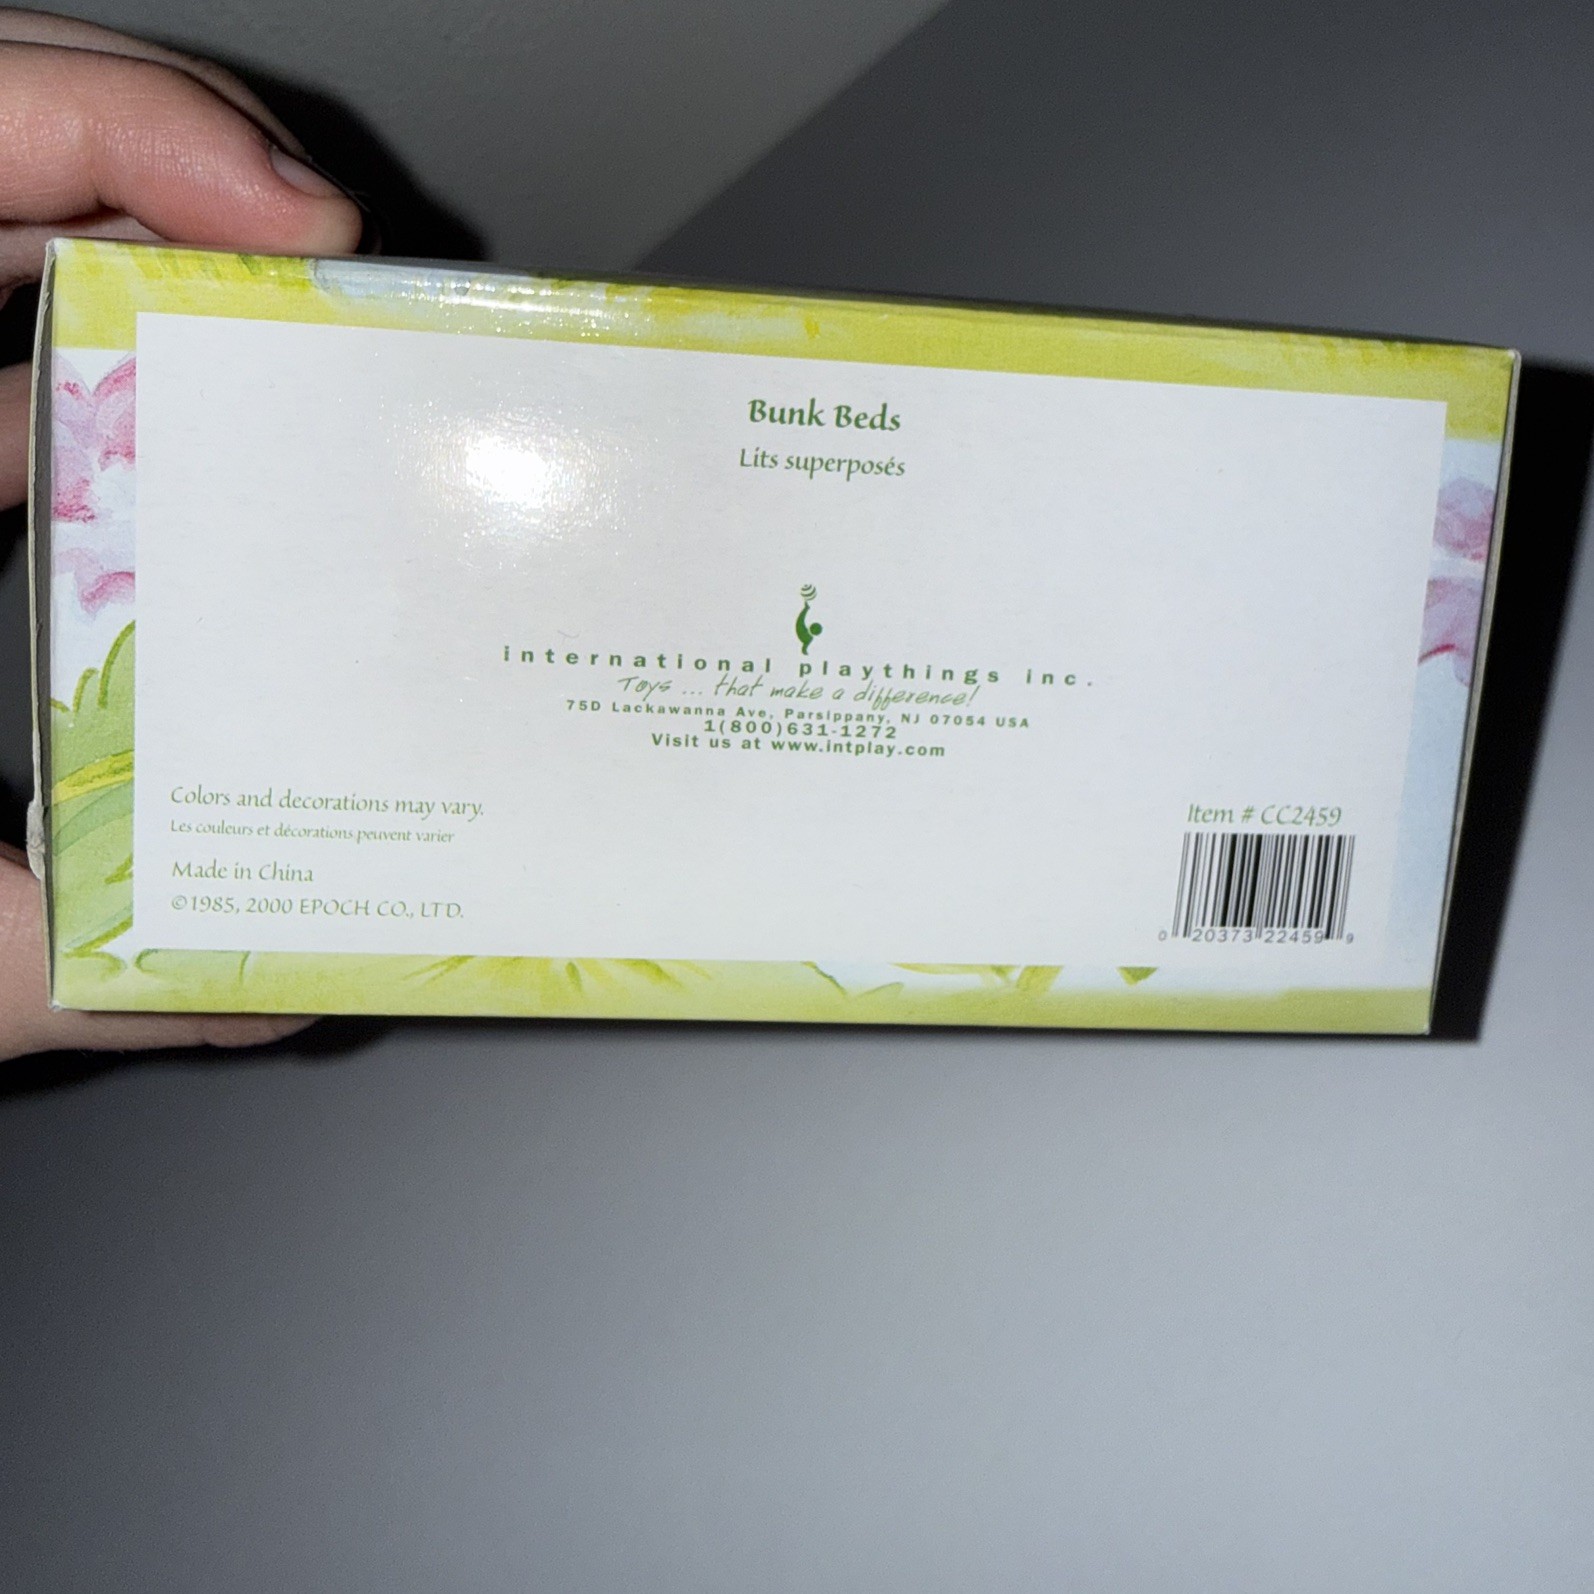 Bunk Beds
Lits superposés
international playthings inc.
Toys ... that make a difference!
75D Lackawanna Ave, Parsippany, NJ 07054 USA
1(800)631-1272
Visit us at www.intplay.com
Colors and decorations may vary.
Les couleurs et décorations peuvent varier
Made in China
©1985, 2000 EPOCH CO., LTD.
Item # CC2459
0 20373 22459 9